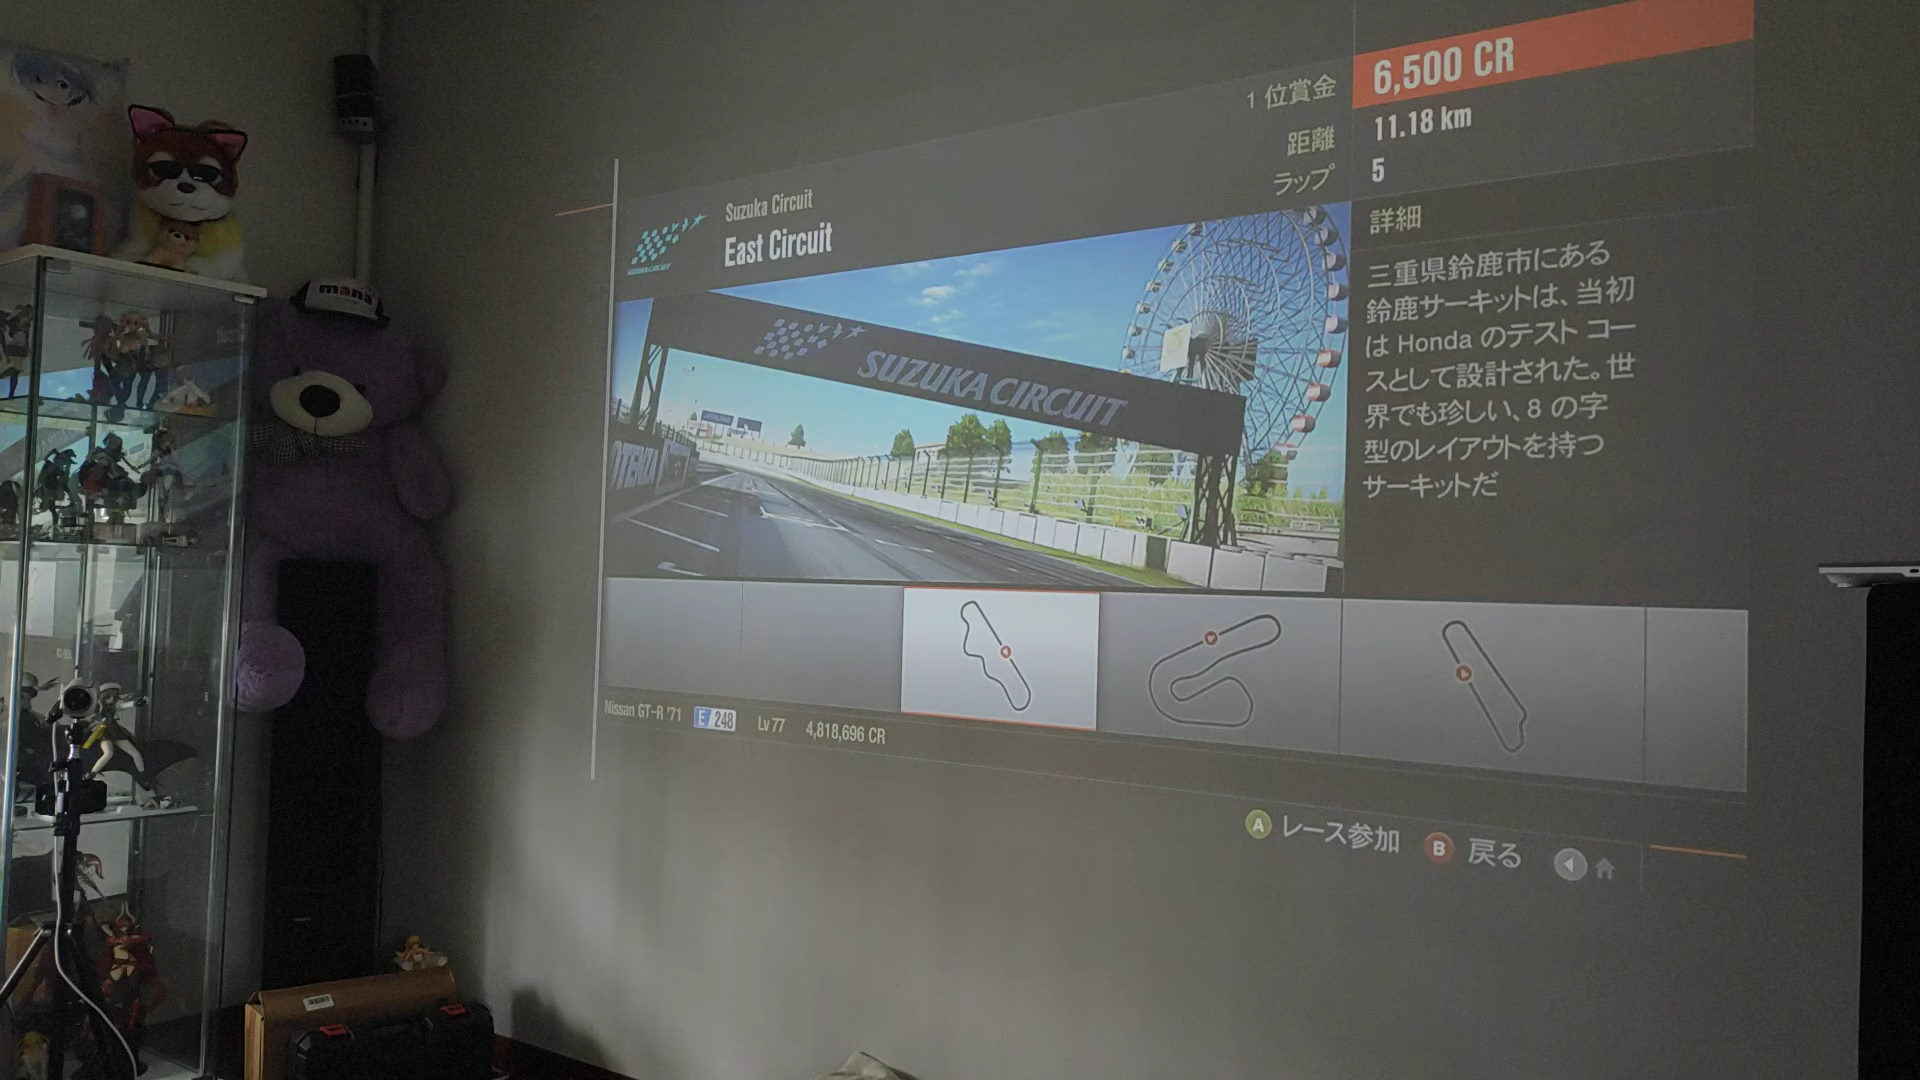 1位賞金
6,500 CR
距離
11.18 km
ラップ
5
Suzuka Circuit
East Circuit
SUZUKA CIRCUIT
SUZUKA CIRCUIT
詳細
三重県鈴鹿市にある
鈴鹿サーキットは、当初
は Honda のテスト コー
スとして設計された。世
界でも珍しい、8 の字
型のレイアウトを持つ
サーキットだ
Nissan GT-R '71
E 248
Lv 77
4,818,696 CR
A レース参加
B 戻る
mana